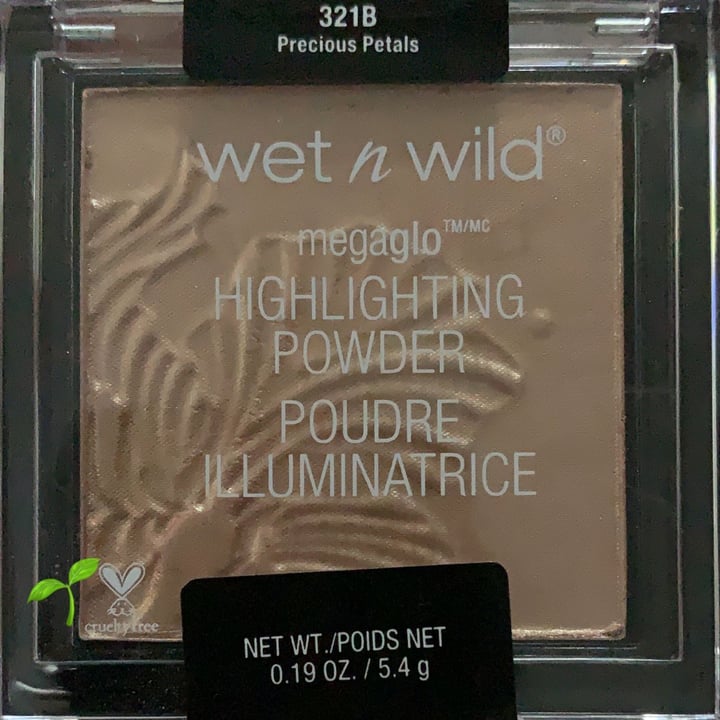 321B
Precious Petals
wet n wild®
megaglo™/MC
HIGHLIGHTING
POWDER
POUDRE
ILLUMINATRICE
cruelty free
NET WT./POIDS NET
0.19 OZ. / 5.4 g